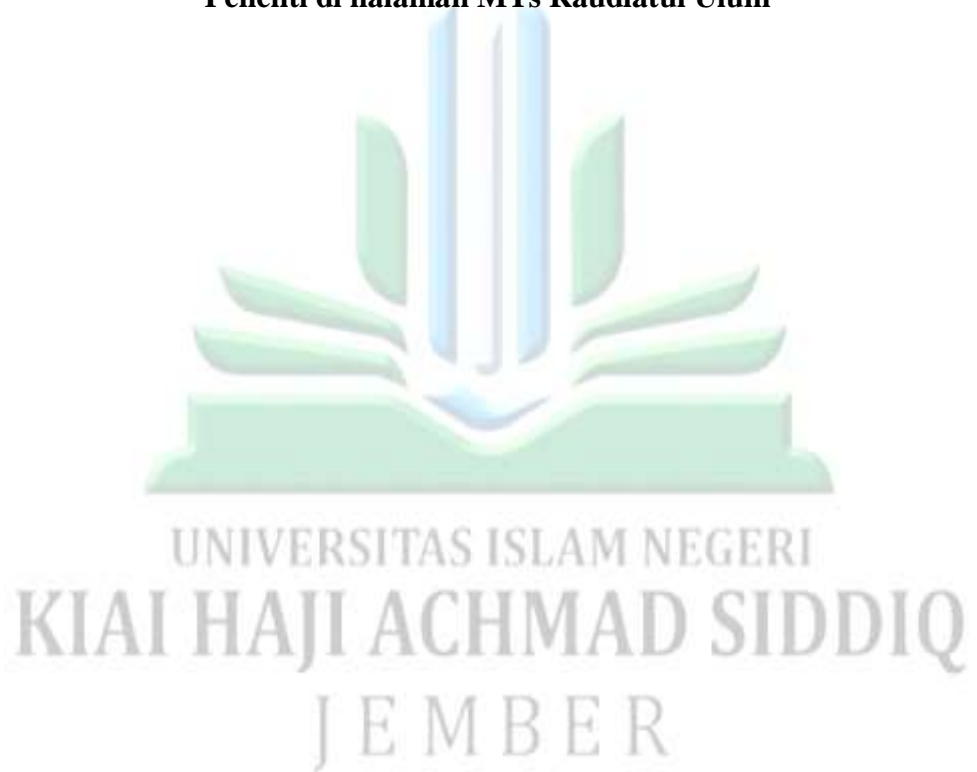 Peneliti di halaman MTs Raudlatul Ulum
UNIVERSITAS ISLAM NEGERI
KIAI HAJI ACHMAD SIDDIQ
JEMBER